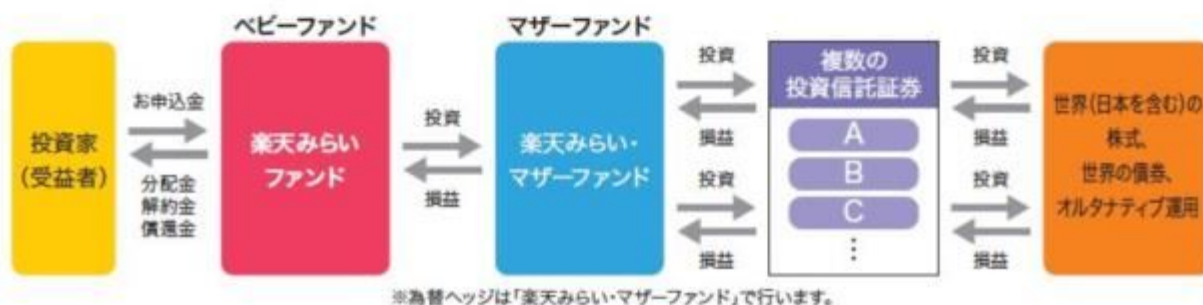 ベビーファンド
マザーファンド
投資家
(受益者)
お申込金
分配金
解約金
償還金
楽天みらい
ファンド
投資
損益
楽天みらい・
マザーファンド
投資
損益
投資
損益
複数の
投資信託証券
A
B
C
⋮
投資
損益
投資
損益
世界(日本を含む)の
株式、
世界の債券、
オルタナティブ運用
※為替ヘッジは「楽天みらい・マザーファンド」で行います。